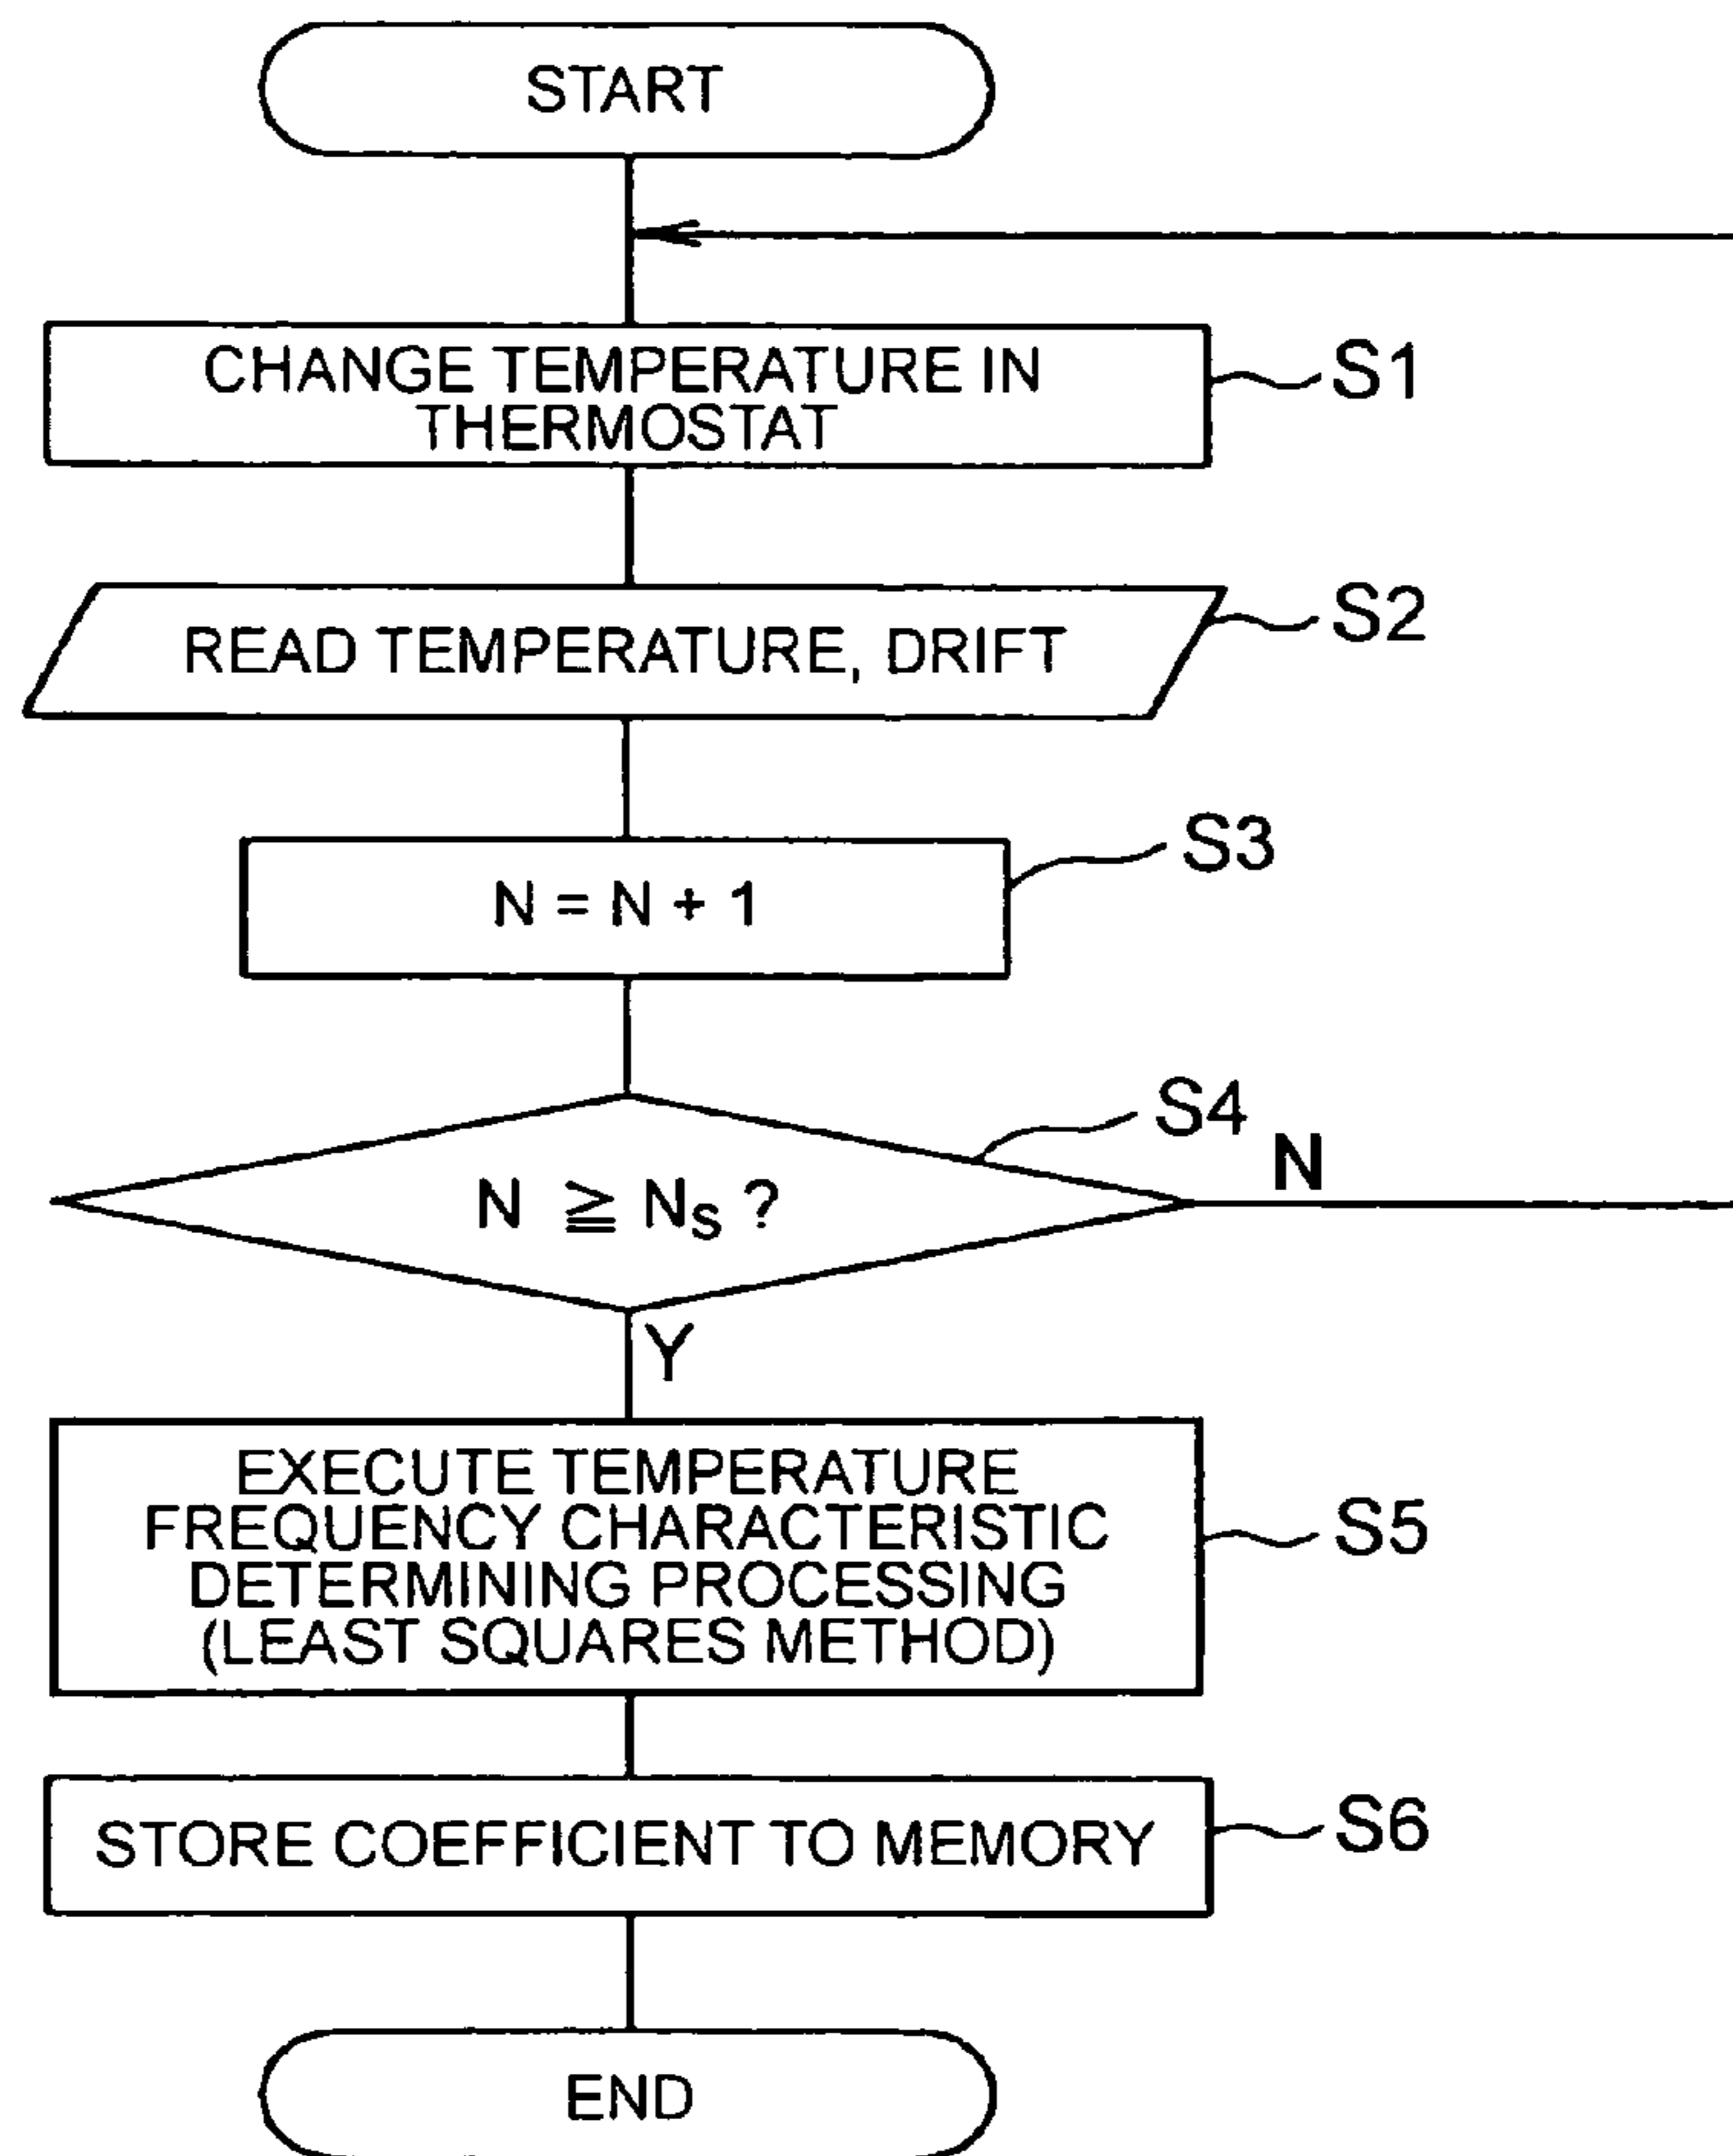 START
CHANGE TEMPERATURE IN
THERMOSTAT
S1
READ TEMPERATURE, DRIFT
S2
N = N + 1
S3
N ≧ Ns ?
S4
N
Y
EXECUTE TEMPERATURE
FREQUENCY CHARACTERISTIC
DETERMINING PROCESSING
(LEAST SQUARES METHOD)
S5
STORE COEFFICIENT TO MEMORY
S6
END